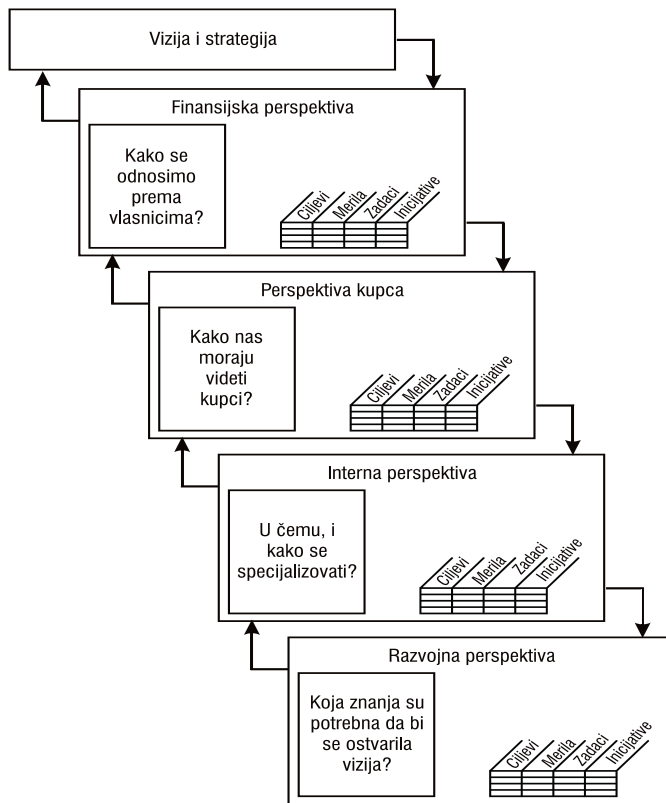 Vizija i strategija
Finansijska perspektiva
Kako se
odnosimo
prema
vlasnicima?
Ciljevi
Merila
Zadaci
Inicijative
Perspektiva kupca
Kako nas
moraju
videti
kupci?
Ciljevi
Merila
Zadaci
Inicijative
Interna perspektiva
U čemu, i
kako se
specijalizovati?
Ciljevi
Merila
Zadaci
Inicijative
Razvojna perspektiva
Koja znanja su
potrebna da bi
se ostvarila
vizija?
Ciljevi
Merila
Zadaci
Inicijative